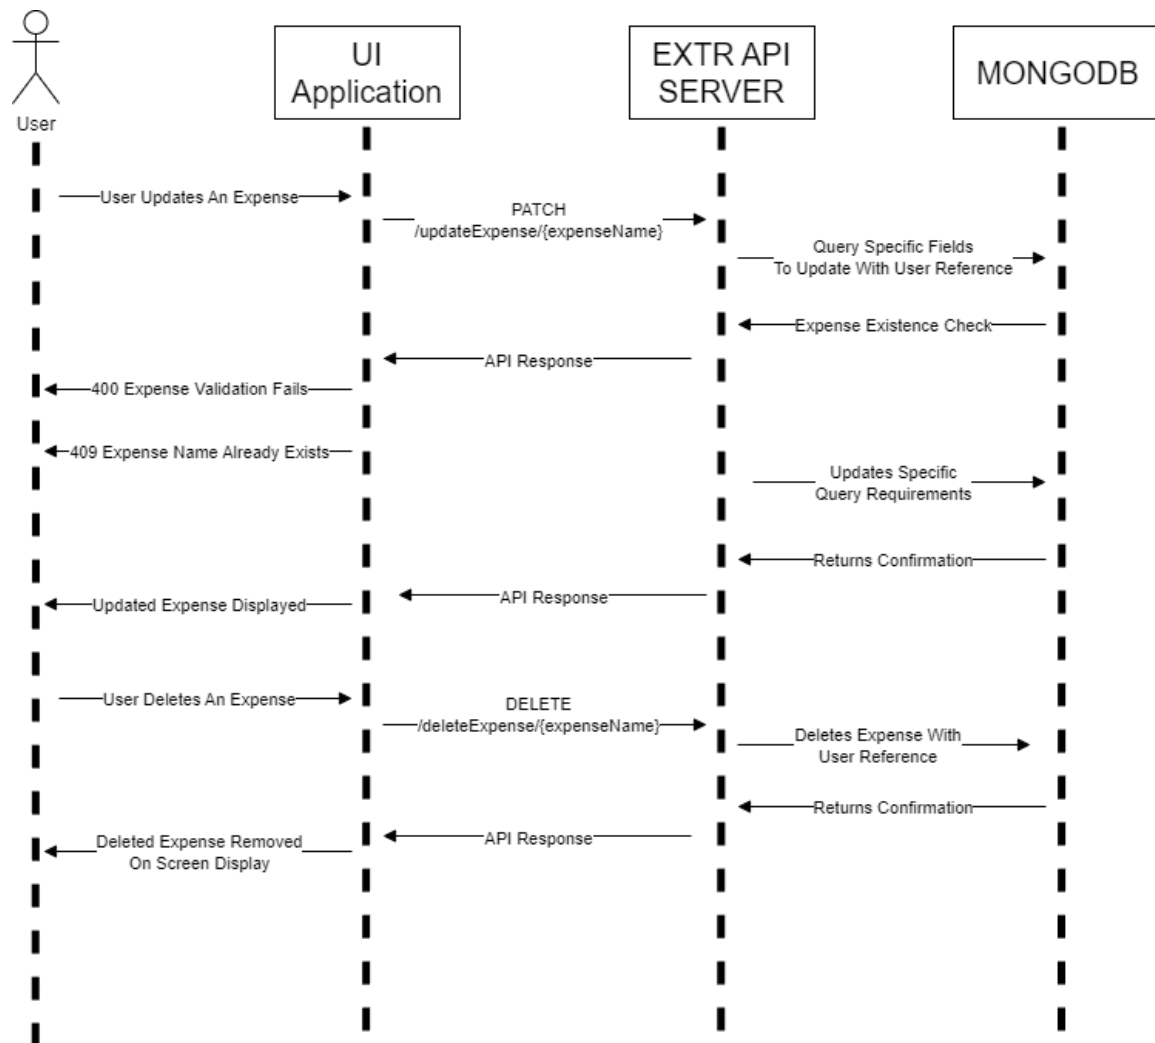 User
UI
Application
EXTR API
SERVER
MONGODB
User Updates An Expense
PATCH
/updateExpense/{expenseName}
Query Specific Fields
To Update With User Reference
Expense Existence Check
API Response
400 Expense Validation Fails
409 Expense Name Already Exists
Updates Specific
Query Requirements
Returns Confirmation
API Response
Updated Expense Displayed
User Deletes An Expense
DELETE
/deleteExpense/{expenseName}
Deletes Expense With
User Reference
Returns Confirmation
API Response
Deleted Expense Removed
On Screen Display